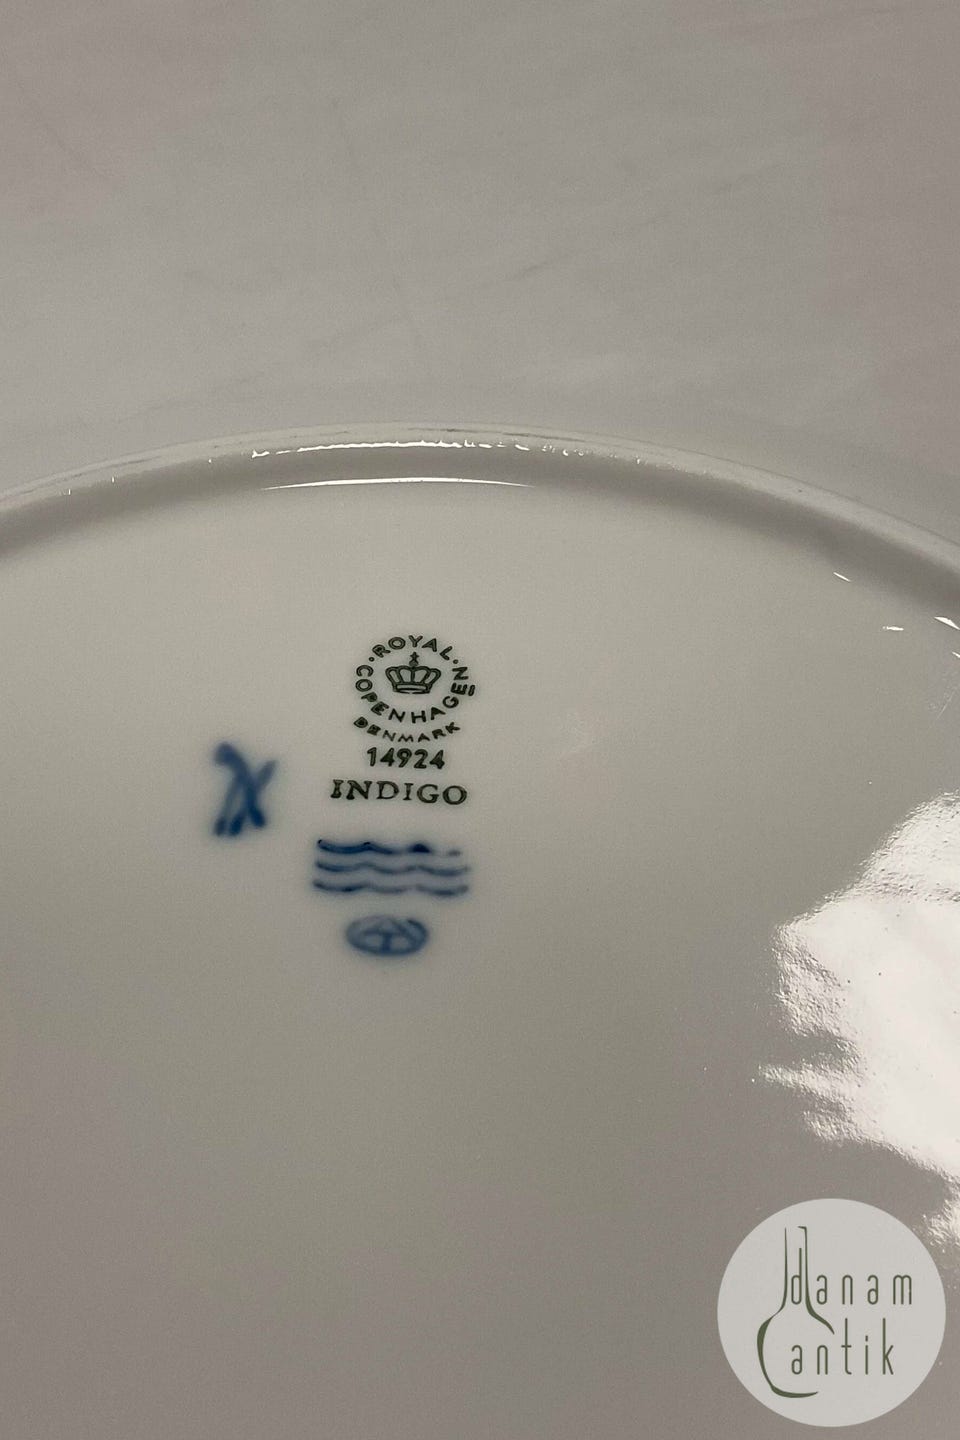 ROYAL
COPENHAGEN
DENMARK
14924
INDIGO
danam
antik